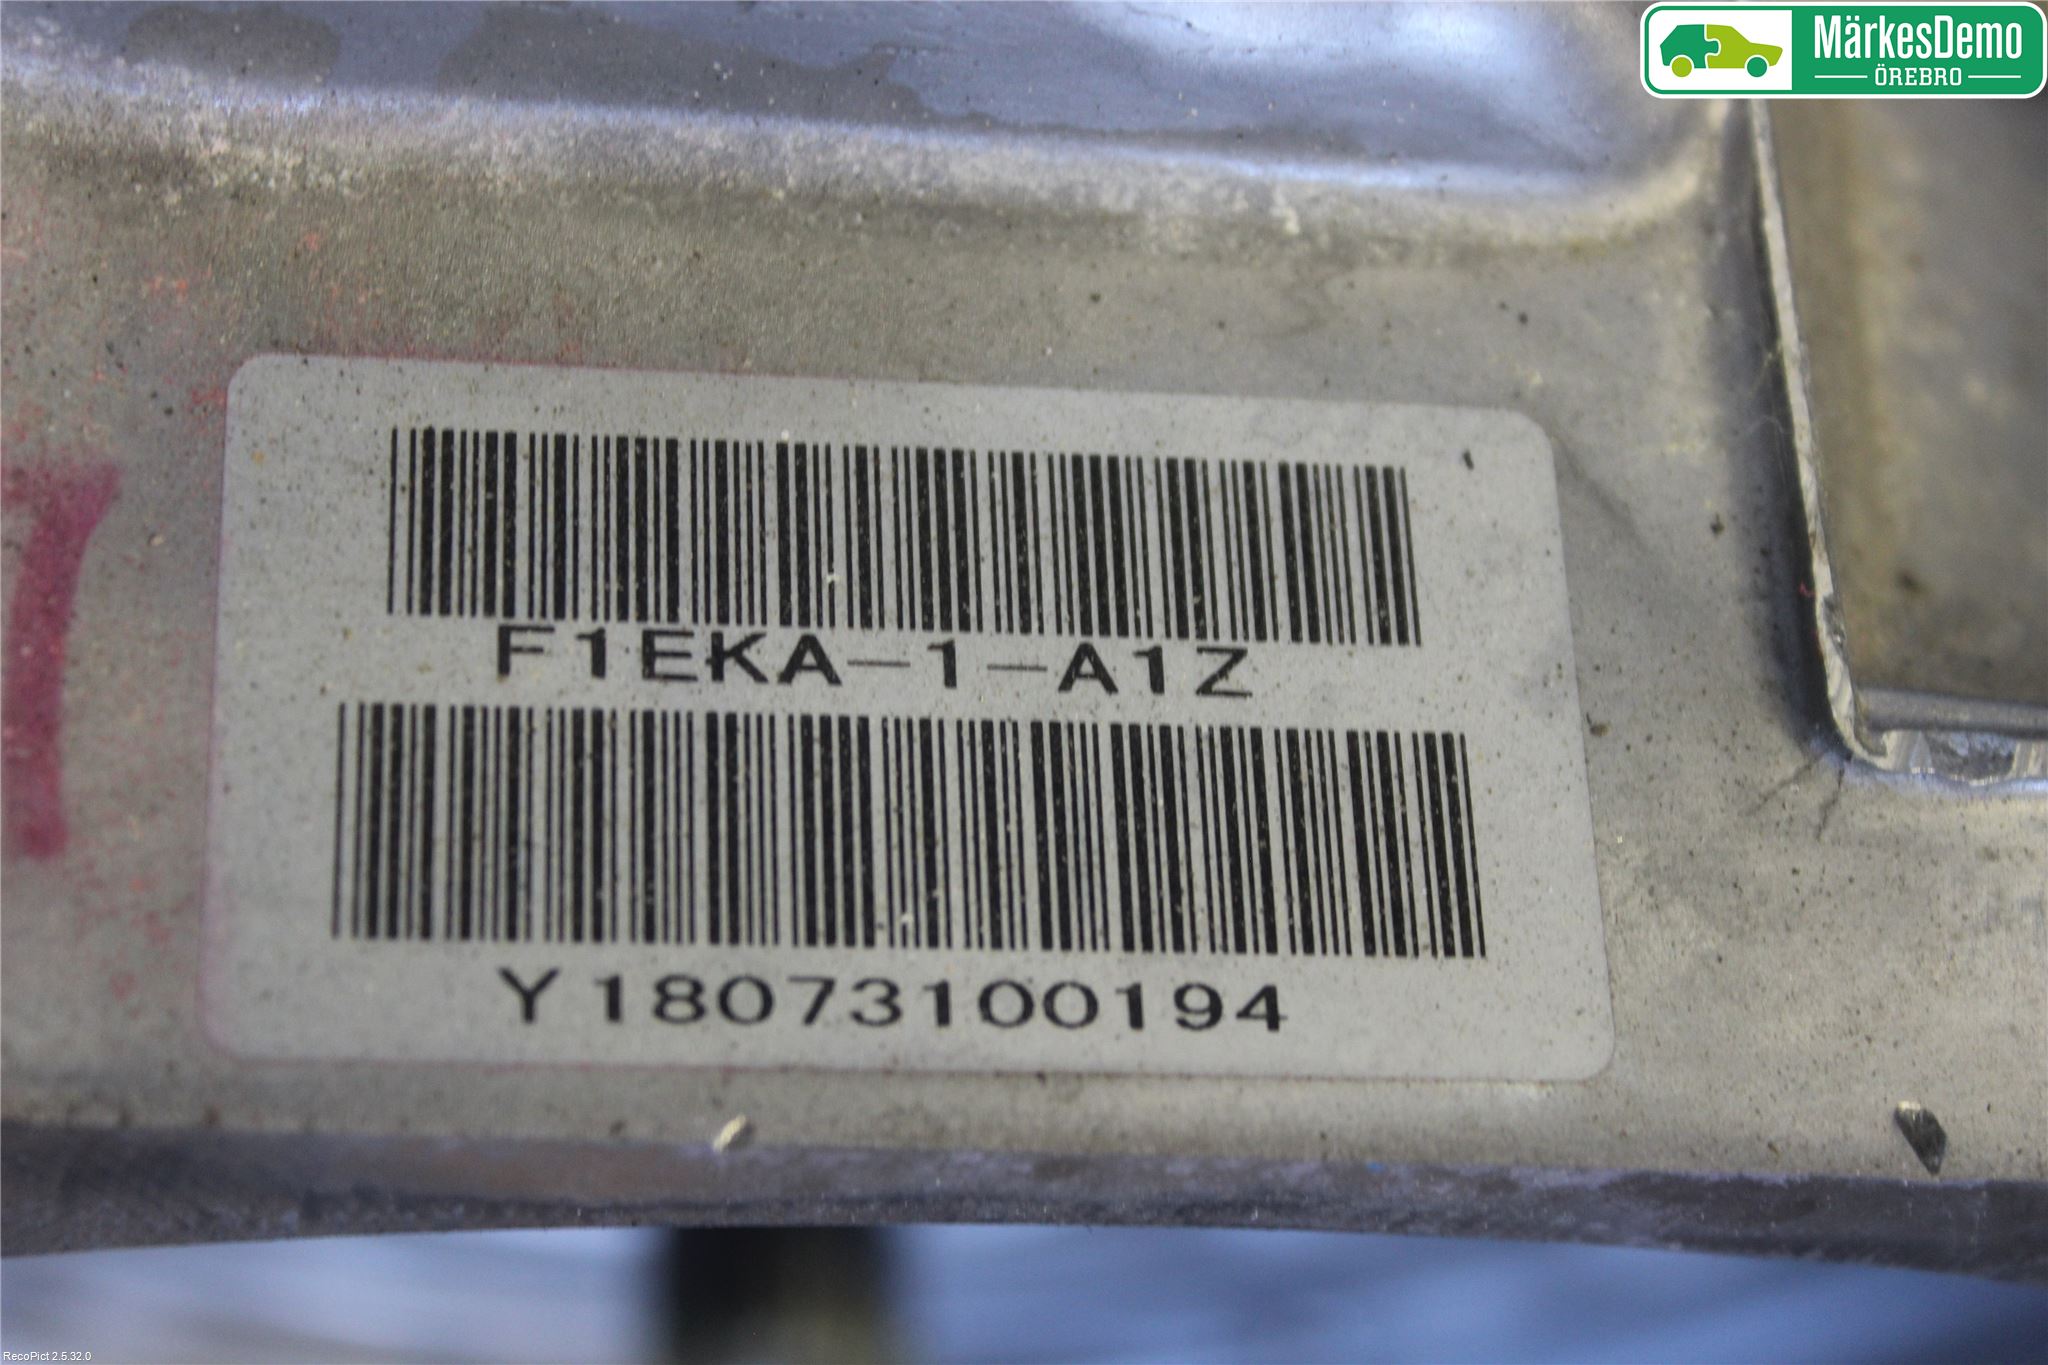 MärkesDemo
ÖREBRO
F1EKA-1-A1Z
Y18073100194
RecoPict 2.5.32.0